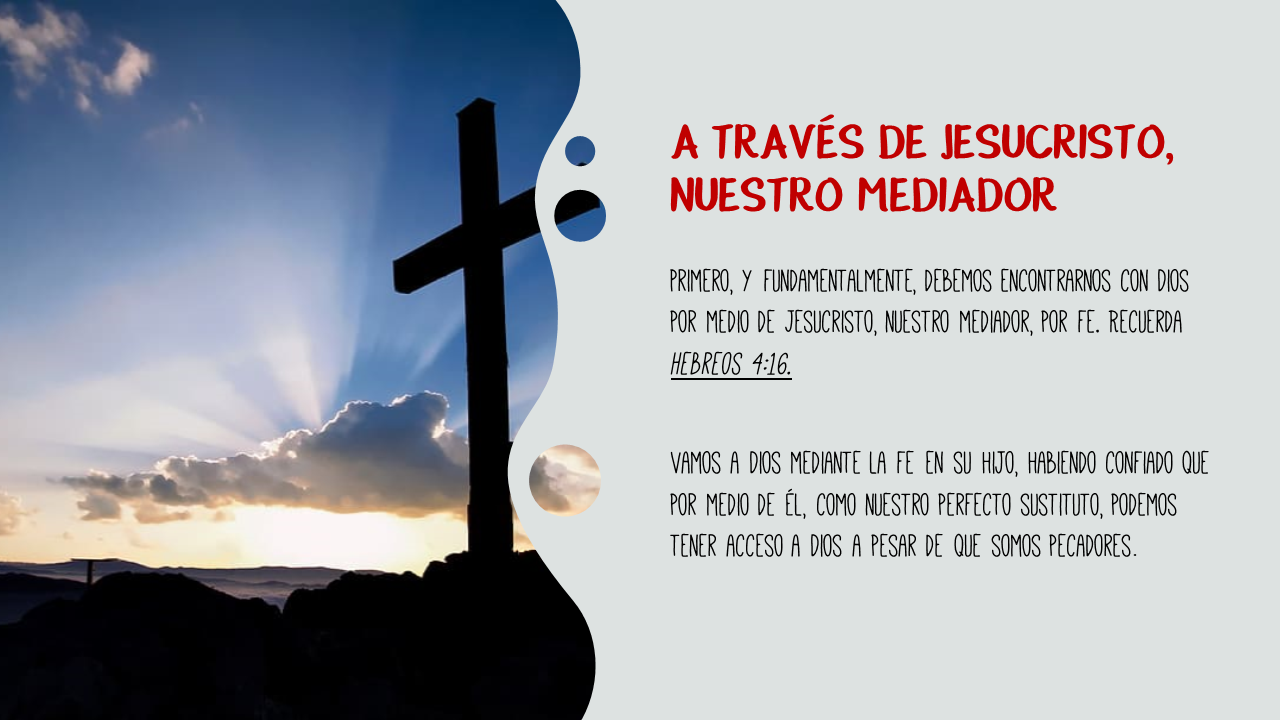 A TRAVÉS DE JESUCRISTO,
NUESTRO MEDIADOR
PRIMERO, Y FUNDAMENTALMENTE, DEBEMOS ENCONTRARNOS CON DIOS
POR MEDIO DE JESUCRISTO, NUESTRO MEDIADOR, POR FE. RECUERDA
HEBREOS 4:16.
VAMOS A DIOS MEDIANTE LA FE EN SU HIJO, HABIENDO CONFIADO QUE
POR MEDIO DE ÉL, COMO NUESTRO PERFECTO SUSTITUTO, PODEMOS
TENER ACCESO A DIOS A PESAR DE QUE SOMOS PECADORES.